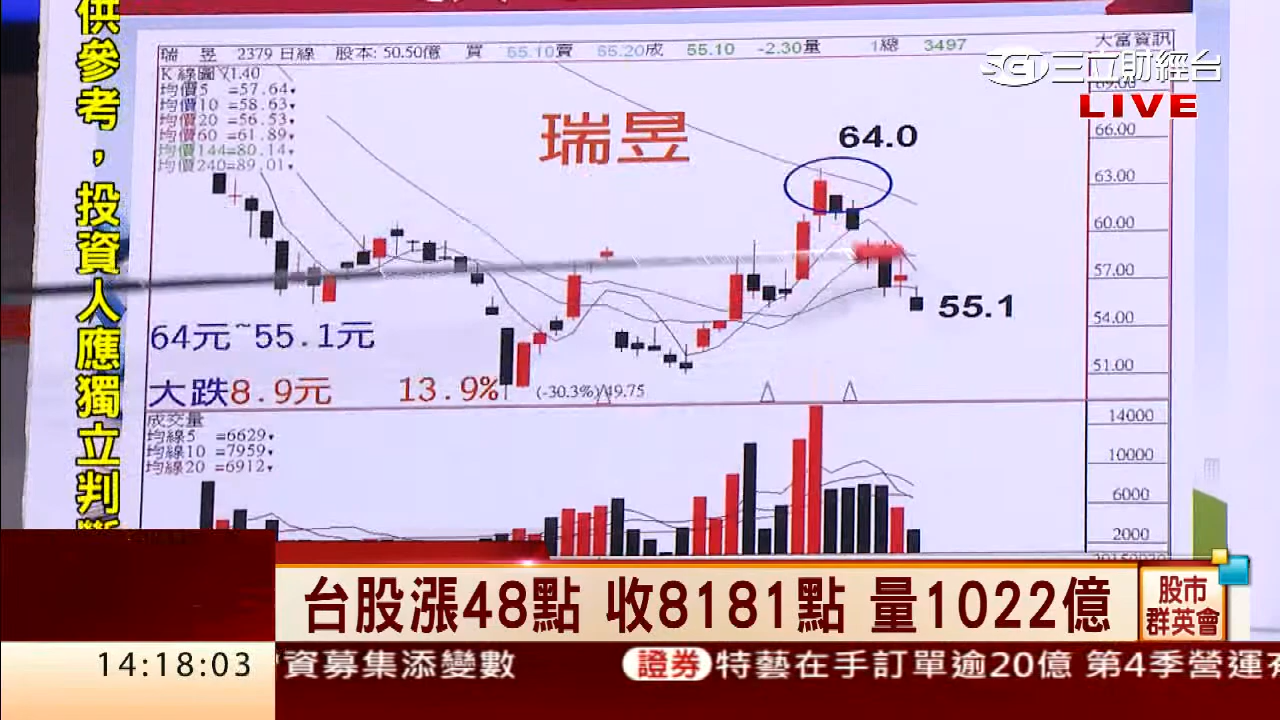 供參考，投資人應獨立判斷
瑞 昱 2379 日線 股本: 50.50億 買 55.10賣 55.20成 55.10 -2.30量 1總 3497 大富資訊
三立財經台
LIVE
K 線圖 V1.40
均價5 =57.64▾
均價10 =58.63▾
均價20 =56.53▾
均價60 =61.89▾
均價144=80.14▾
均價240=89.01▾
瑞昱
64.0
69.00
66.00
63.00
60.00
57.00
54.00
51.00
55.1
64元~55.1元
大跌8.9元 13.9%
(-30.3%)/49.75
成交量
均線5 =6629▾
均線10 =7959▾
均線20 =6912▾
14000
10000
6000
2000
台股漲48點 收8181點 量1022億
股市
群英會
14:18:03
資募集添變數 證券 特藝在手訂單逾20億 第4季營運